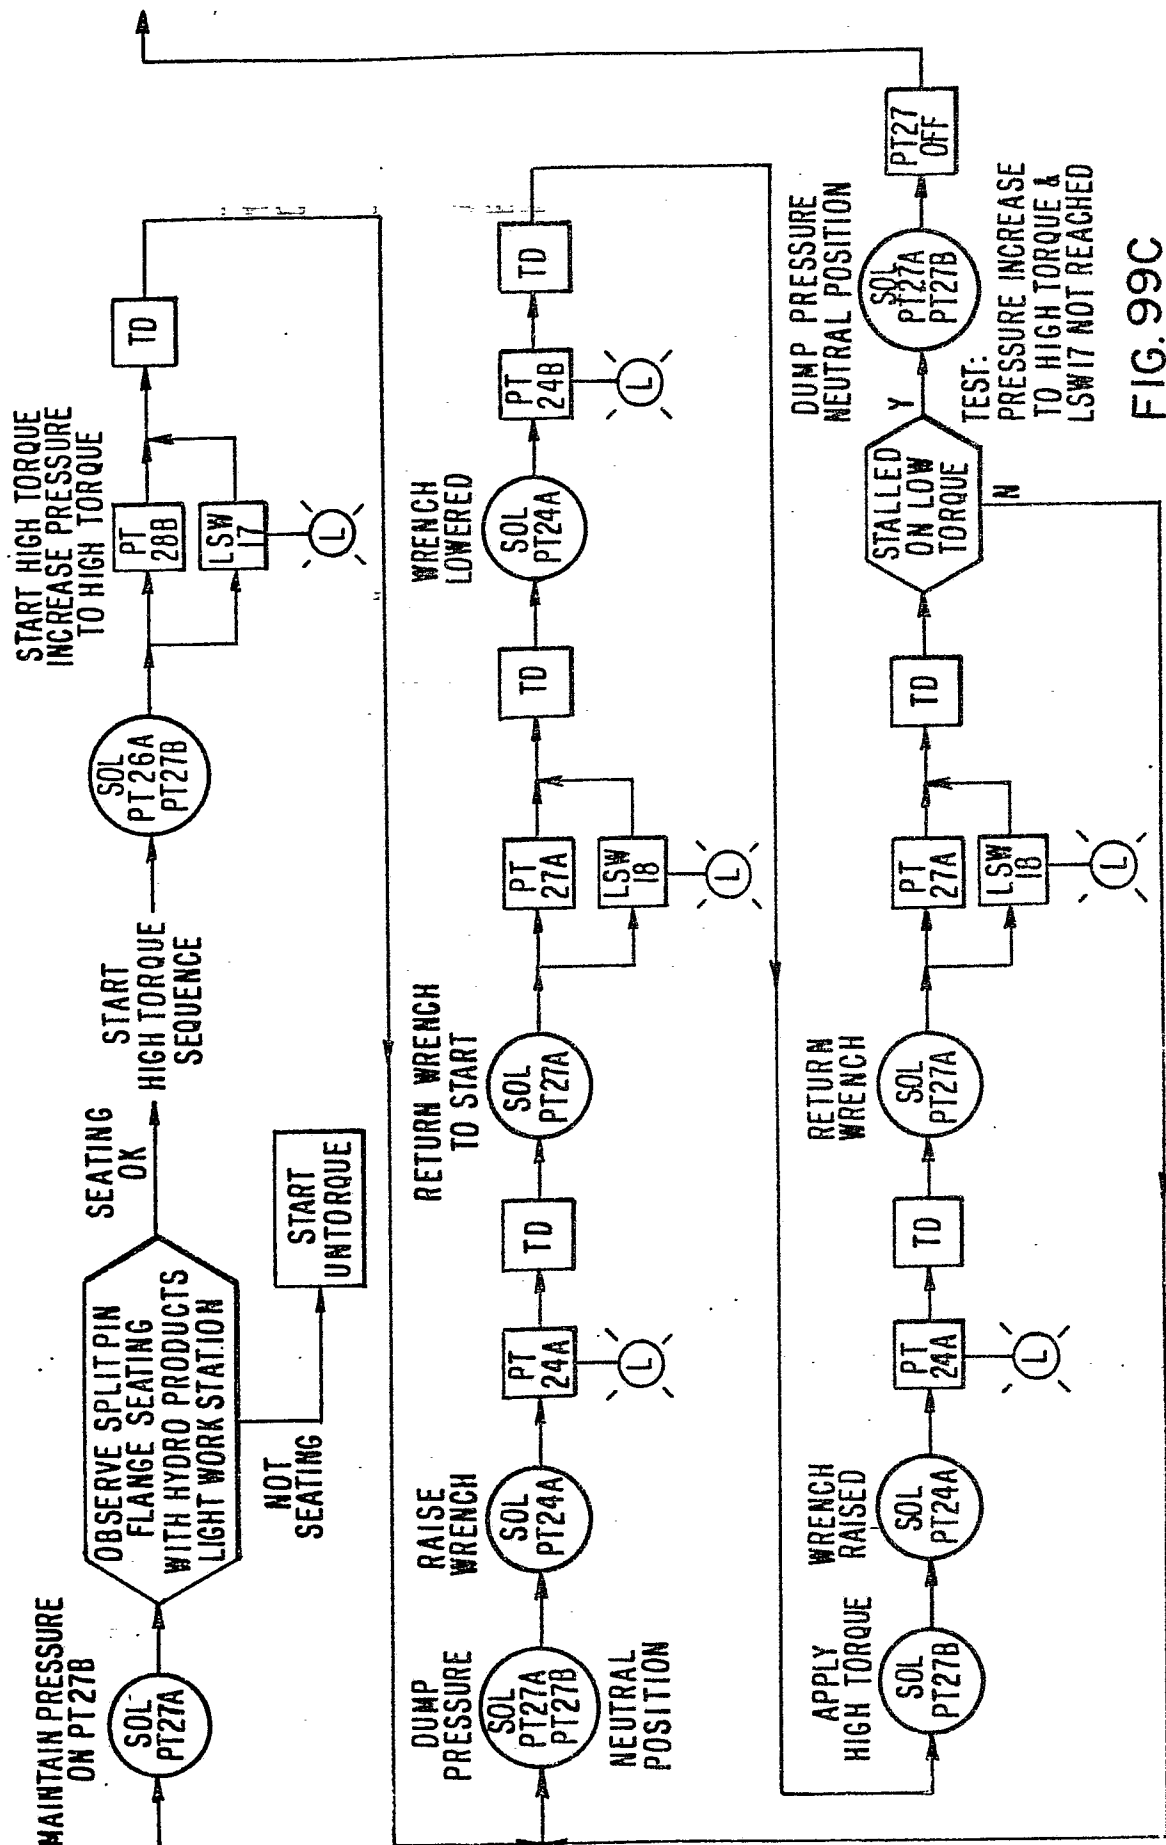 MAINTAIN PRESSURE
ON PT27B
SOL
PT27A
OBSERVE SPLIT PIN
FLANGE SEATING
WITH HYDRO PRODUCTS
LIGHT WORK STATION
SEATING
OK
NOT
SEATING
START
UNTORQUE
START
HIGH TORQUE
SEQUENCE
SOL
PT26A
PT27B
START HIGH TORQUE
INCREASE PRESSURE
TO HIGH TORQUE
PT
28B
LSW
17
L
TD
DUMP
PRESSURE
SOL
PT27A
PT27B
NEUTRAL
POSITION
RAISE
WRENCH
SOL
PT24A
PT
24A
L
TD
RETURN WRENCH
TO START
SOL
PT27A
PT
27A
LSW
18
L
TD
WRENCH
LOWERED
SOL
PT24A
PT
24B
L
TD
APPLY
HIGH TORQUE
SOL
PT27B
WRENCH
RAISED
SOL
PT24A
PT
24A
L
TD
RETURN
WRENCH
SOL
PT27A
PT
27A
LSW
18
L
TD
STALLED
ON LOW
TORQUE
Y
N
DUMP PRESSURE
NEUTRAL POSITION
SOL
PT27A
PT27B
PT27
OFF
TEST:
PRESSURE INCREASE
TO HIGH TORQUE &
LSW17 NOT REACHED
FIG. 99C